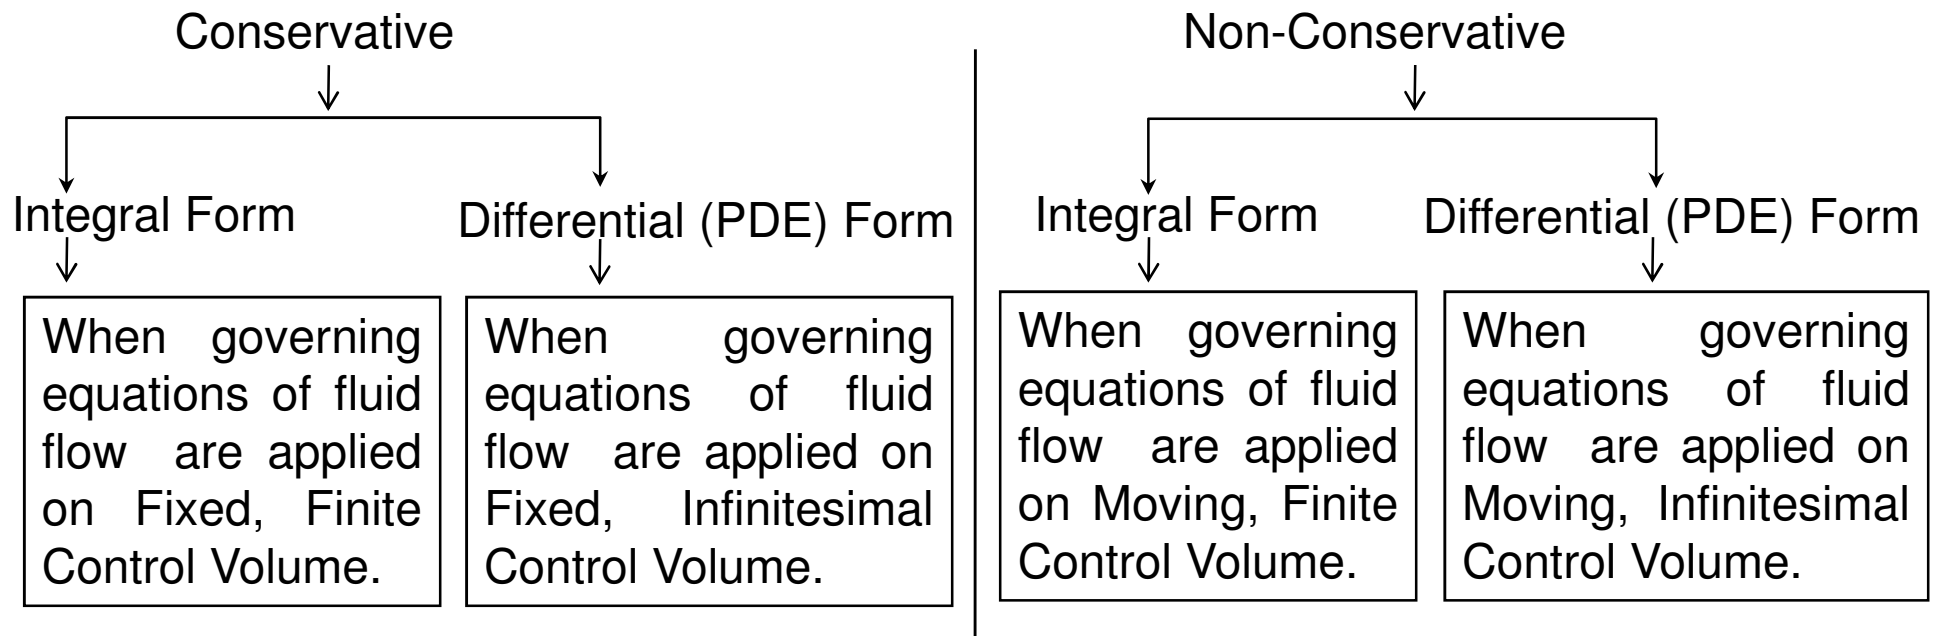 Conservative
Integral Form
Differential (PDE) Form
When governing
equations of fluid
flow are applied
on Fixed, Finite
Control Volume.
When governing
equations of fluid
flow are applied on
Fixed, Infinitesimal
Control Volume.
Non-Conservative
Integral Form
Differential (PDE) Form
When governing
equations of fluid
flow are applied
on Moving, Finite
Control Volume.
When governing
equations of fluid
flow are applied on
Moving, Infinitesimal
Control Volume.